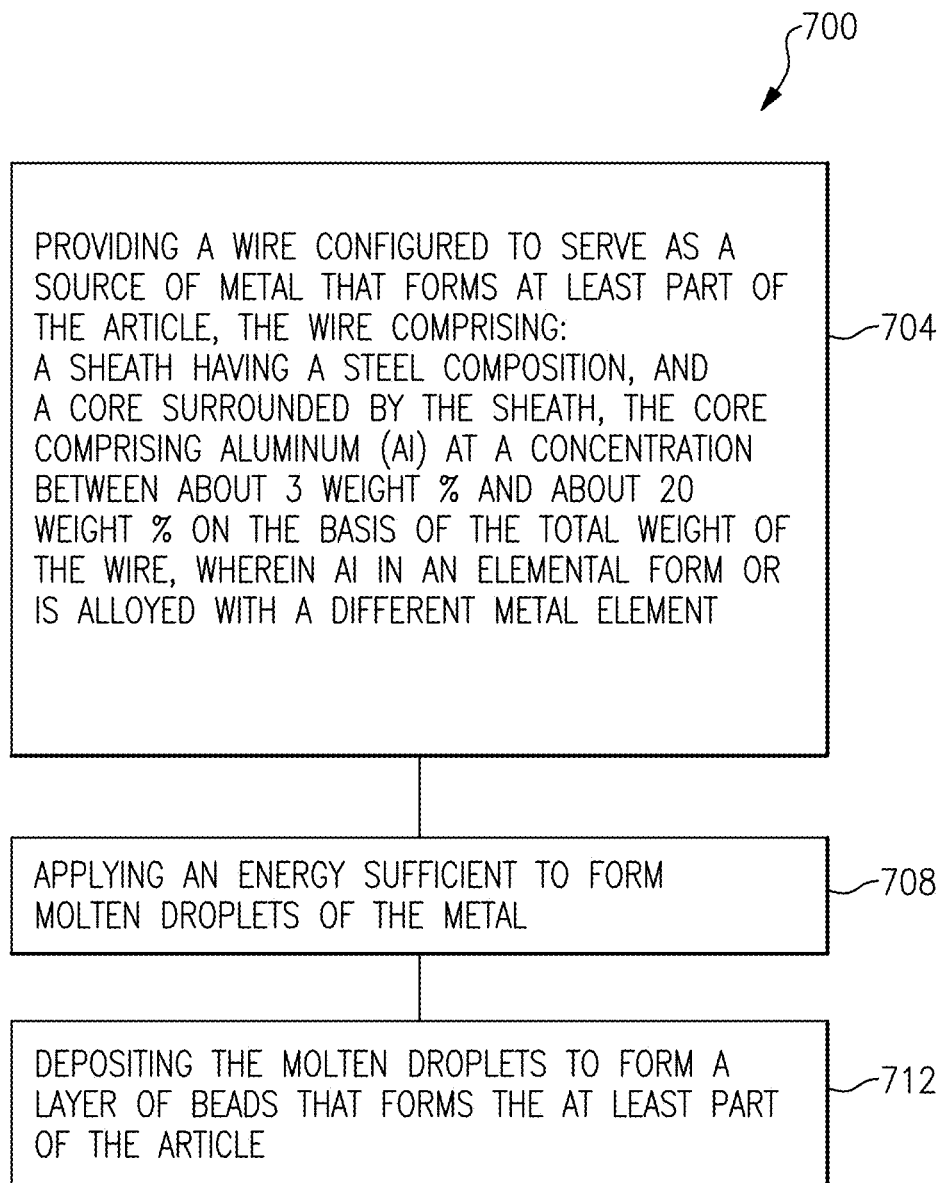 700
PROVIDING A WIRE CONFIGURED TO SERVE AS A
SOURCE OF METAL THAT FORMS AT LEAST PART OF
THE ARTICLE, THE WIRE COMPRISING:
A SHEATH HAVING A STEEL COMPOSITION, AND
A CORE SURROUNDED BY THE SHEATH, THE CORE
COMPRISING ALUMINUM (Al) AT A CONCENTRATION
BETWEEN ABOUT 3 WEIGHT % AND ABOUT 20
WEIGHT % ON THE BASIS OF THE TOTAL WEIGHT OF
THE WIRE, WHEREIN Al IN AN ELEMENTAL FORM OR
IS ALLOYED WITH A DIFFERENT METAL ELEMENT
704
APPLYING AN ENERGY SUFFICIENT TO FORM
MOLTEN DROPLETS OF THE METAL
708
DEPOSITING THE MOLTEN DROPLETS TO FORM A
LAYER OF BEADS THAT FORMS THE AT LEAST PART
OF THE ARTICLE
712